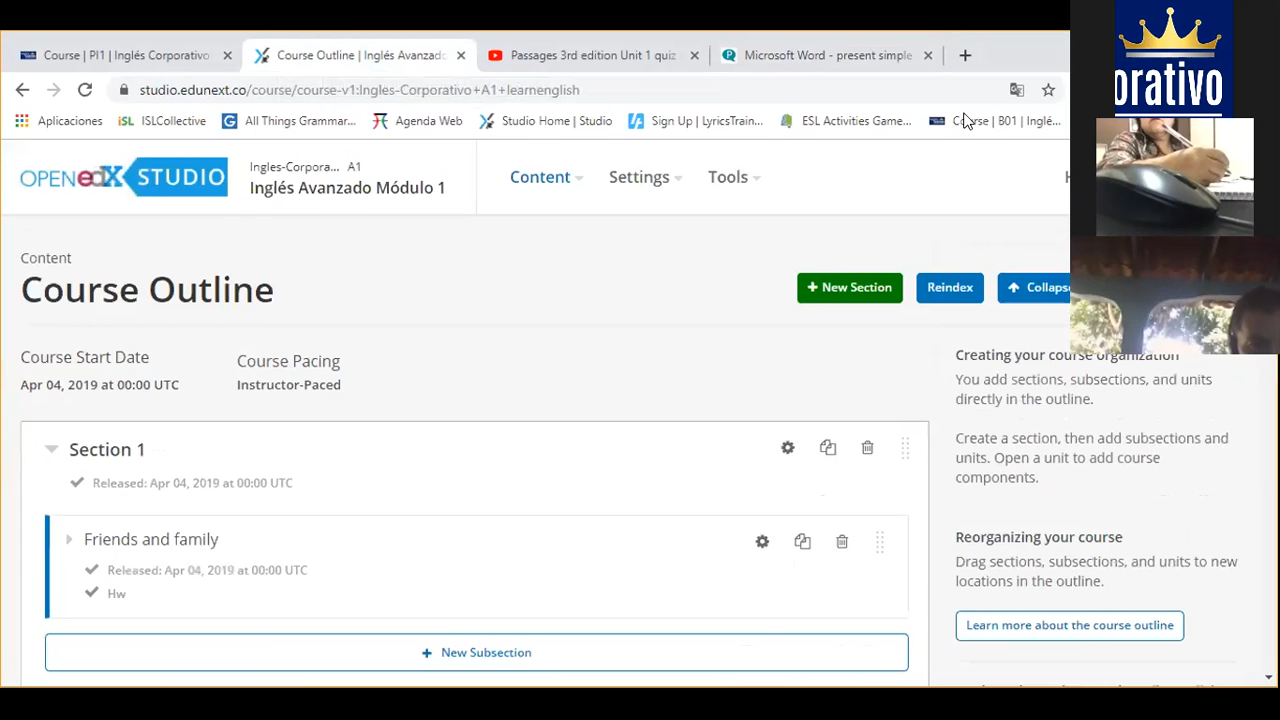 Course | PI1 | Inglés Corporativo
Course Outline | Inglés Avanzado
Passages 3rd edition Unit 1 quiz
Microsoft Word - present simple
studio.edunext.co/course/course-v1:Ingles-Corporativo+A1+learnenglish
Aplicaciones
iSL ISLCollective
G All Things Grammar...
Agenda Web
Studio Home | Studio
Sign Up | LyricsTrain...
ESL Activities Game...
Course | B01 | Inglé...
orativo
OPEN edX STUDIO
Ingles-Corpora... A1
Inglés Avanzado Módulo 1
Content
Settings
Tools
Content
Course Outline
+ New Section
Reindex
Collaps
Course Start Date
Apr 04, 2019 at 00:00 UTC
Course Pacing
Instructor-Paced
Section 1
Released: Apr 04, 2019 at 00:00 UTC
Friends and family
Released: Apr 04, 2019 at 00:00 UTC
Hw
+ New Subsection
Creating your course organization
You add sections, subsections, and units
directly in the outline.
Create a section, then add subsections and
units. Open a unit to add course
components.
Reorganizing your course
Drag sections, subsections, and units to new
locations in the outline.
Learn more about the course outline